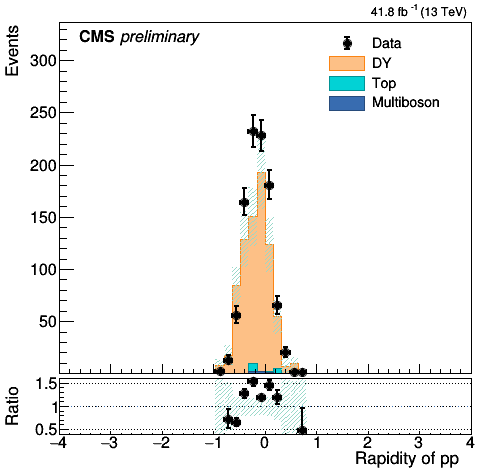 41.8 fb⁻¹ (13 TeV)
CMS preliminary
Data
DY
Top
Multiboson
Events
300
250
200
150
100
50
Ratio
1.5
1
0.5
−4 −3 −2 −1 0 1 2 3 4
Rapidity of pp